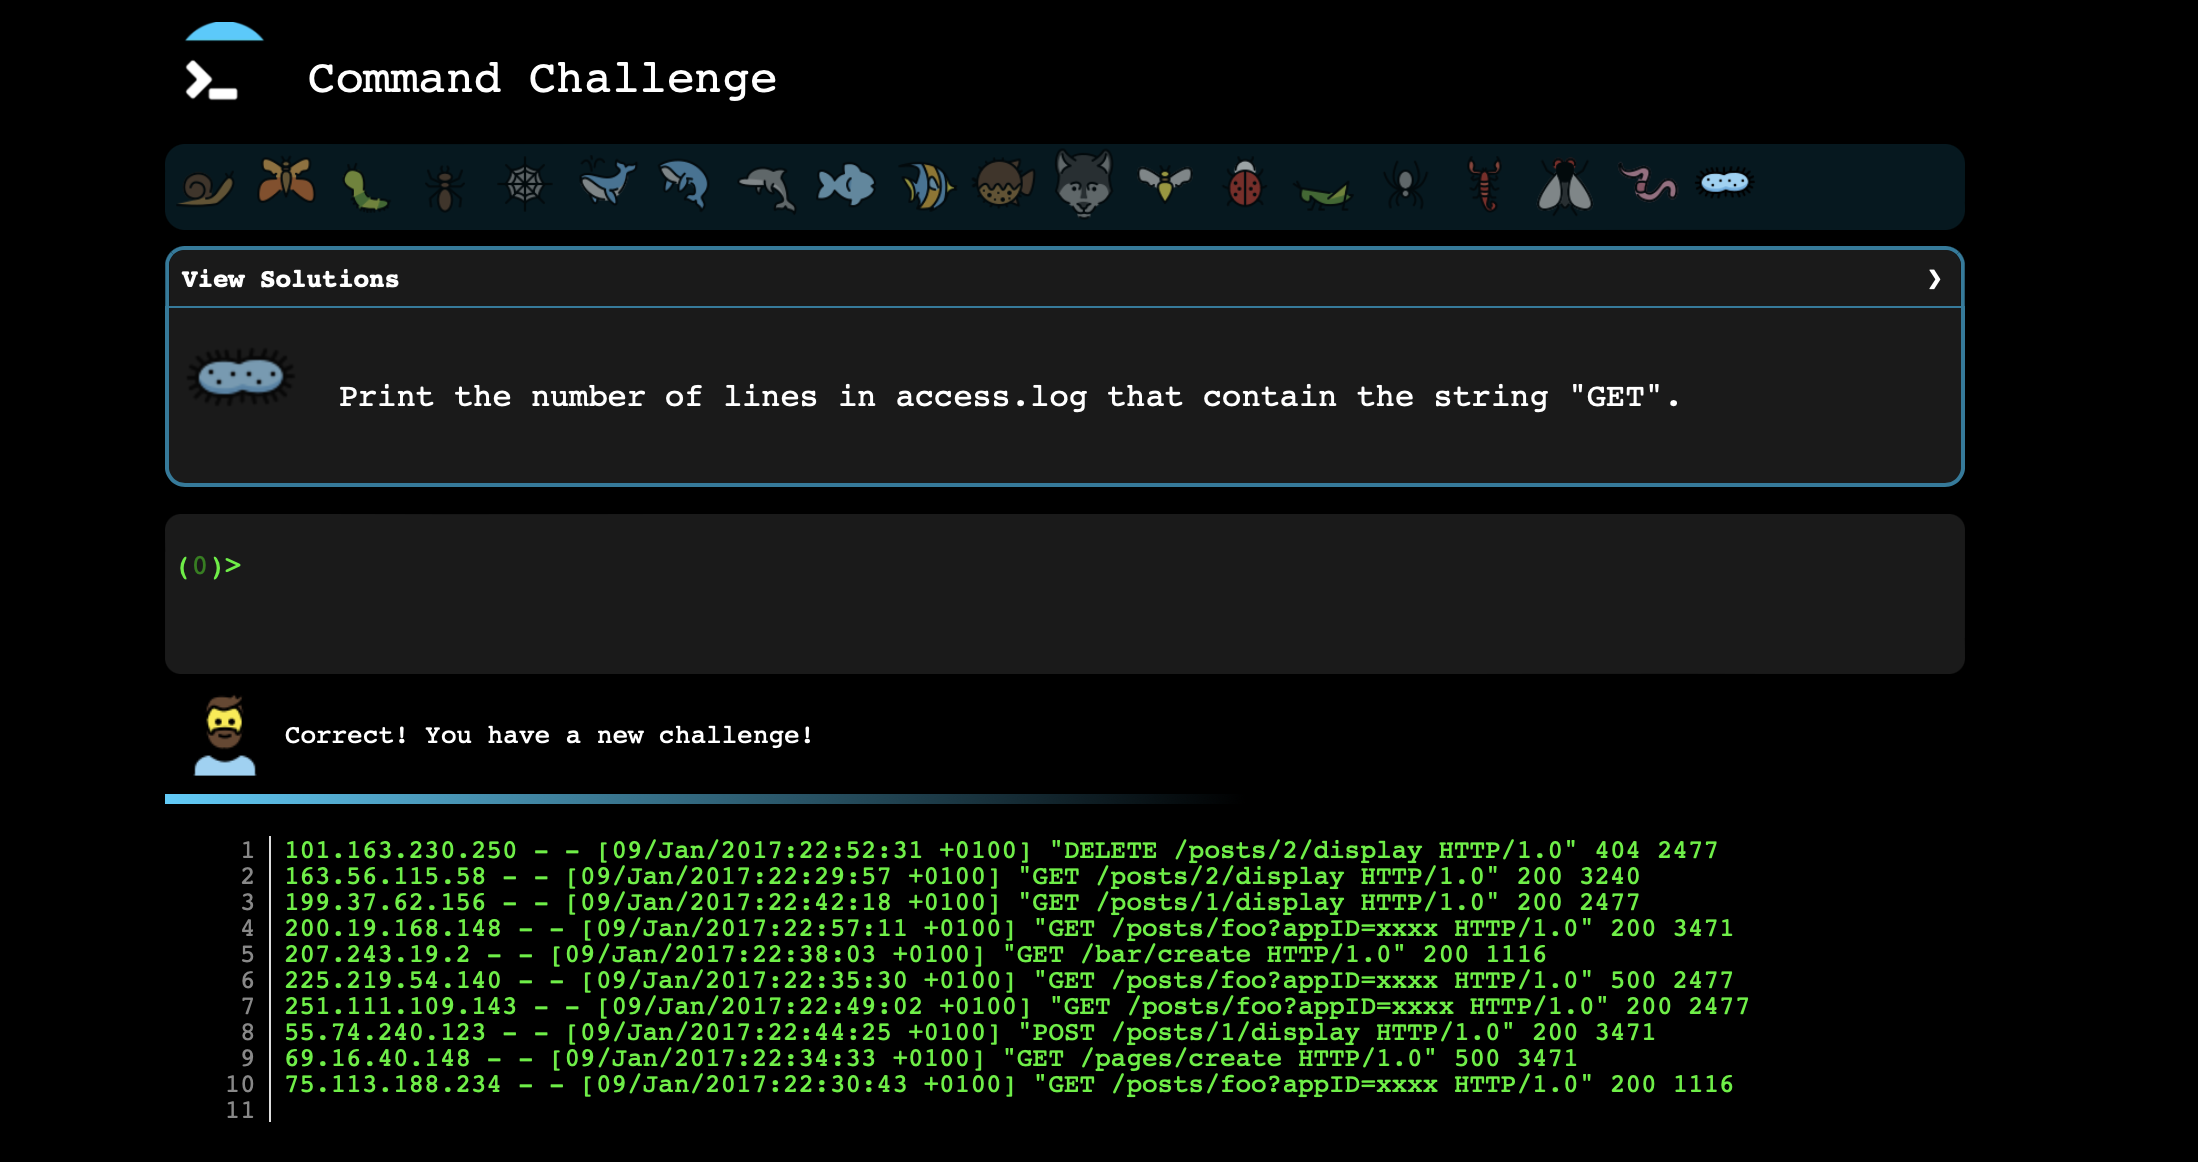 Command Challenge
View Solutions ❯
Print the number of lines in access.log that contain the string "GET".
(0)>
Correct! You have a new challenge!
1 101.163.230.250 - - [09/Jan/2017:22:52:31 +0100] "DELETE /posts/2/display HTTP/1.0" 404 2477
2 163.56.115.58 - - [09/Jan/2017:22:29:57 +0100] "GET /posts/2/display HTTP/1.0" 200 3240
3 199.37.62.156 - - [09/Jan/2017:22:42:18 +0100] "GET /posts/1/display HTTP/1.0" 200 2477
4 200.19.168.148 - - [09/Jan/2017:22:57:11 +0100] "GET /posts/foo?appID=xxxx HTTP/1.0" 200 3471
5 207.243.19.2 - - [09/Jan/2017:22:38:03 +0100] "GET /bar/create HTTP/1.0" 200 1116
6 225.219.54.140 - - [09/Jan/2017:22:35:30 +0100] "GET /posts/foo?appID=xxxx HTTP/1.0" 500 2477
7 251.111.109.143 - - [09/Jan/2017:22:49:02 +0100] "GET /posts/foo?appID=xxxx HTTP/1.0" 200 2477
8 55.74.240.123 - - [09/Jan/2017:22:44:25 +0100] "POST /posts/1/display HTTP/1.0" 200 3471
9 69.16.40.148 - - [09/Jan/2017:22:34:33 +0100] "GET /pages/create HTTP/1.0" 500 3471
10 75.113.188.234 - - [09/Jan/2017:22:30:43 +0100] "GET /posts/foo?appID=xxxx HTTP/1.0" 200 1116
11